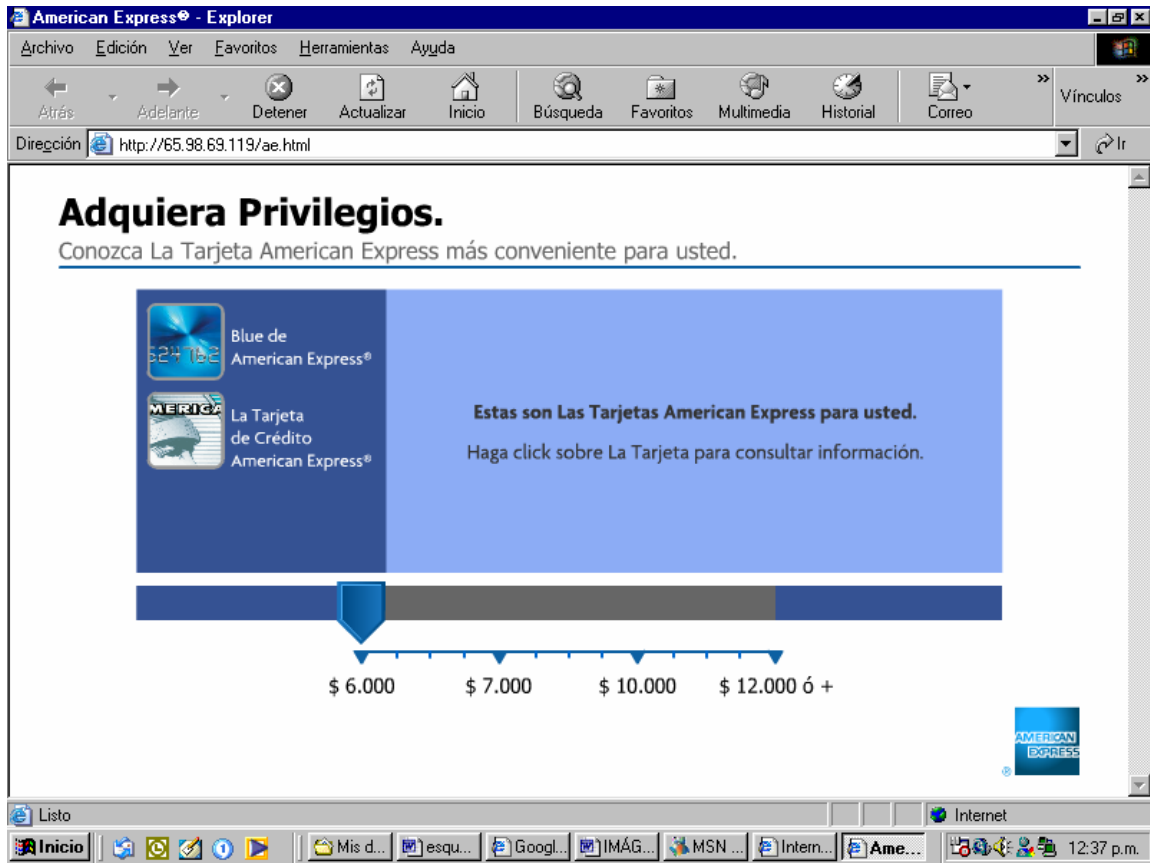 American Express® - Explorer
Archivo Edición Ver Favoritos Herramientas Ayuda
Atrás Adelante Detener Actualizar Inicio Búsqueda Favoritos Multimedia Historial Correo » Vínculos »
Dirección http://65.98.69.119/ae.html Ir
Adquiera Privilegios.
Conozca La Tarjeta American Express más conveniente para usted.
Blue de
American Express®
La Tarjeta
de Crédito
American Express®
Estas son Las Tarjetas American Express para usted.
Haga click sobre La Tarjeta para consultar información.
$ 6.000 $ 7.000 $ 10.000 $ 12.000 ó +
AMERICAN
EXPRESS
®
Listo Internet
Inicio Mis d... esqu... Googl... IMÁG... MSN ... Intern... Ame... 12:37 p.m.